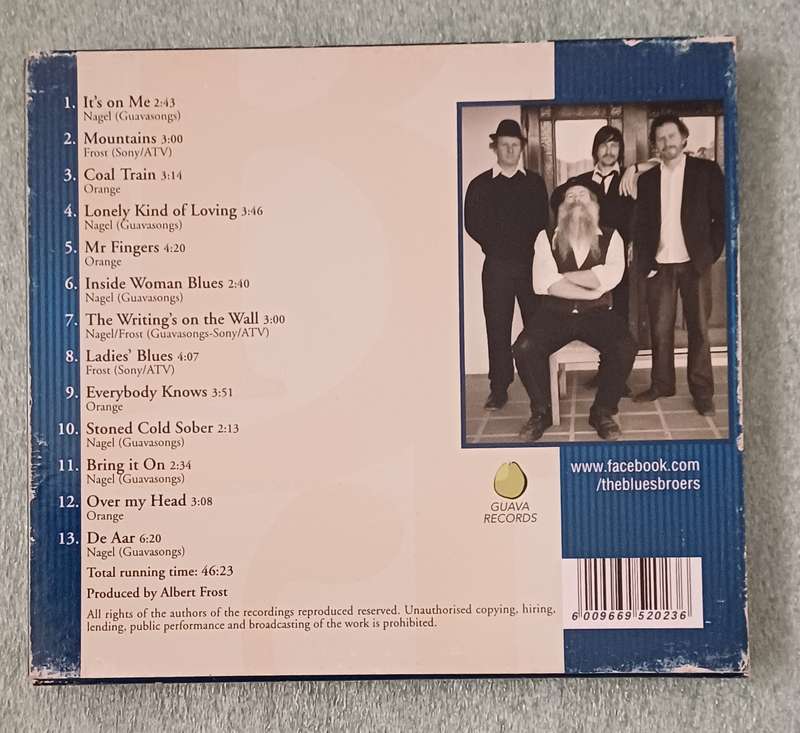 1. It's on Me 2:43
Nagel (Guavasongs)
2. Mountains 3:00
Frost (Sony/ATV)
3. Coal Train 3:14
Orange
4. Lonely Kind of Loving 3:46
Nagel (Guavasongs)
5. Mr Fingers 4:20
Orange
6. Inside Woman Blues 2:40
Nagel (Guavasongs)
7. The Writing's on the Wall 3:00
Nagel/Frost (Guavasongs-Sony/ATV)
8. Ladies' Blues 4:07
Frost (Sony/ATV)
9. Everybody Knows 3:51
Orange
10. Stoned Cold Sober 2:13
Nagel (Guavasongs)
11. Bring it On 2:34
Nagel (Guavasongs)
12. Over my Head 3:08
Orange
13. De Aar 6:20
Nagel (Guavasongs)
Total running time: 46:23
Produced by Albert Frost
All rights of the authors of the recordings reproduced reserved. Unauthorised copying, hiring,
lending, public performance and broadcasting of the work is prohibited.
GUAVA
RECORDS
www.facebook.com
/thebluesbroers
6 009669 520236